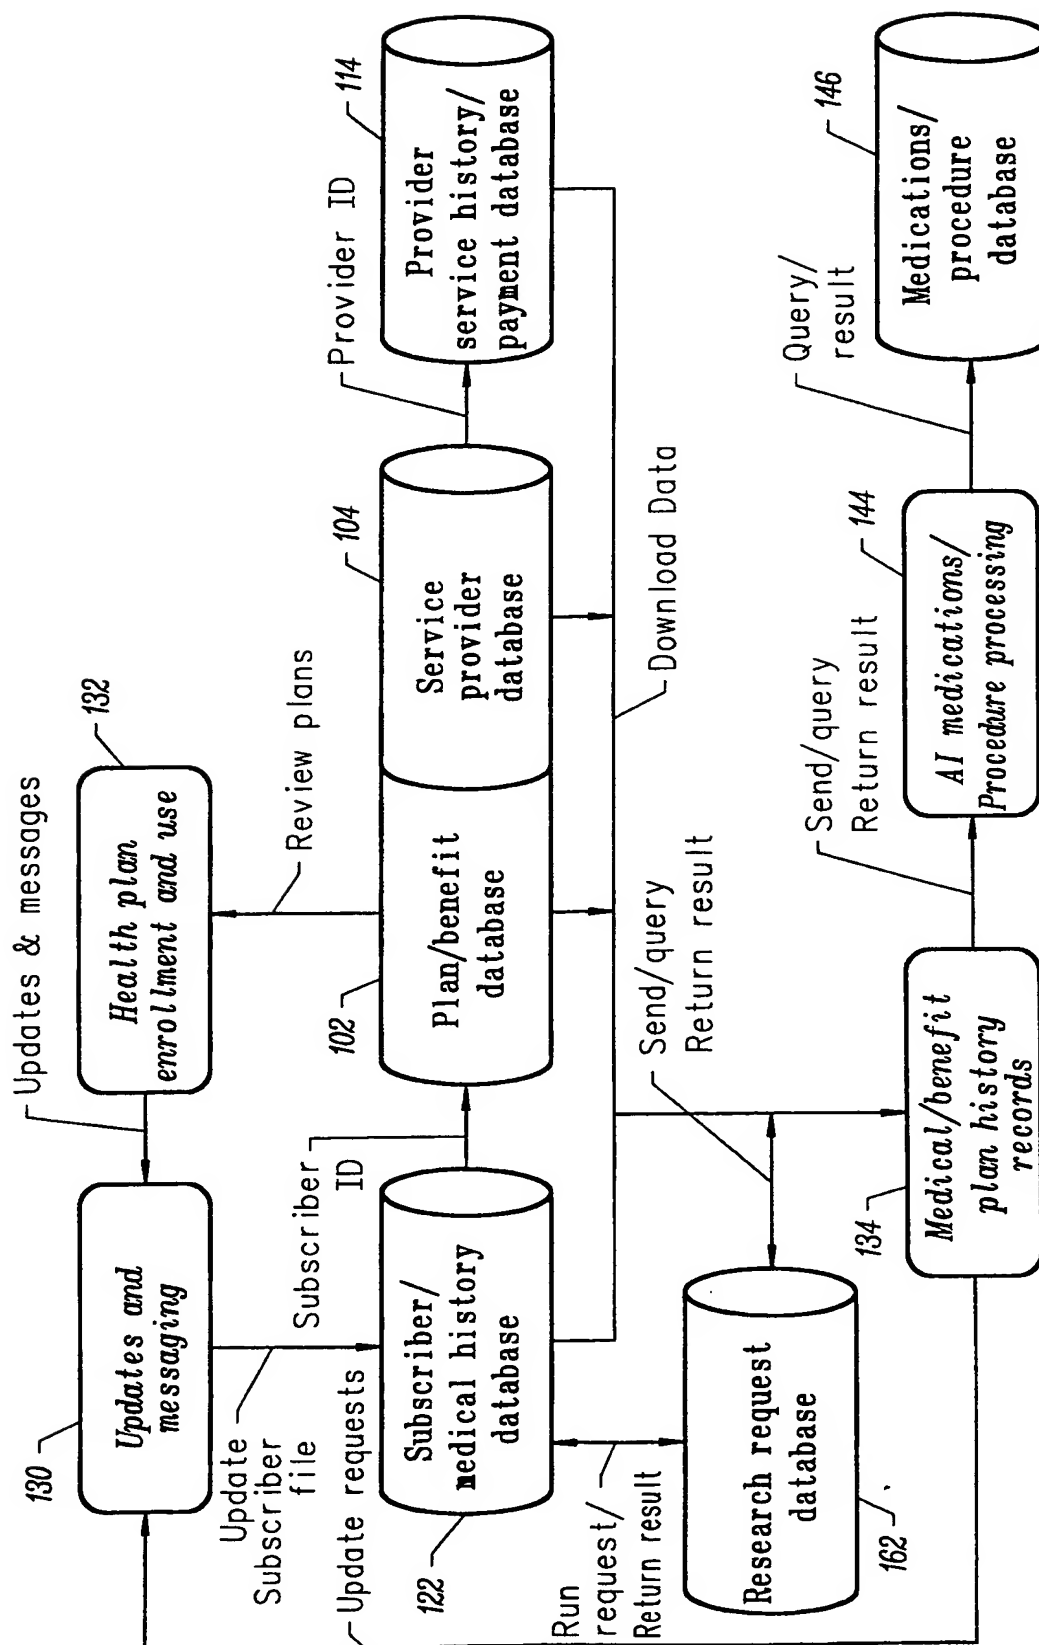 Updates & messages
130
Updates and
messaging
Health plan
enrollment and use
132
Update
Subscriber
file
Subscriber
ID
Review plans
Provider ID
Update requests
122
Subscriber/
medical history
database
102
Plan/benefit
database
Service
provider
database
104
Provider
service history/
payment database
114
Run
request/
Return result
Send/query
Return result
Download Data
162
Research request
database
Send/query
Return result
Query/
result
134
Medical/benefit
plan history
records
AI medications/
Procedure processing
144
Medications/
procedure
database
146